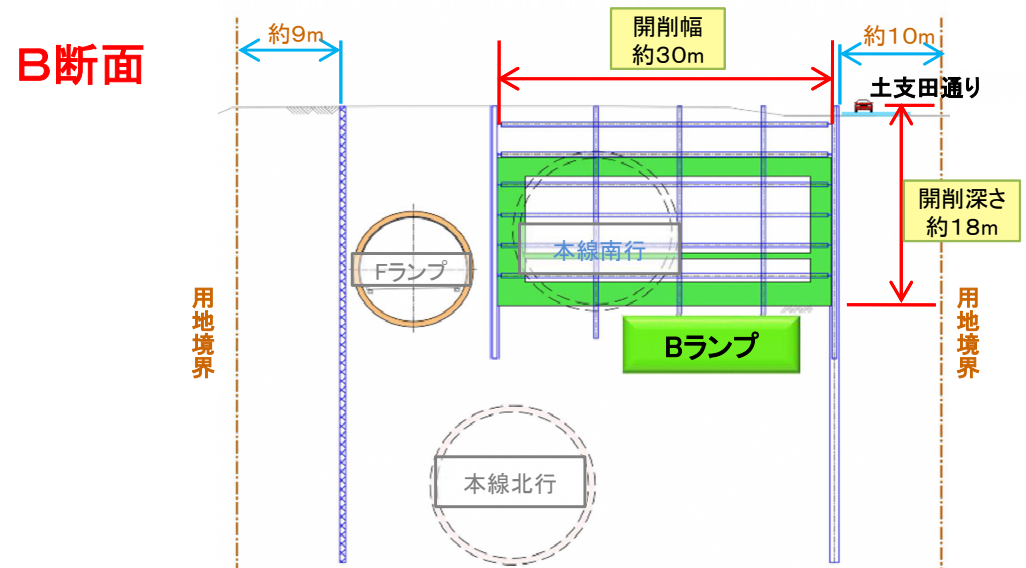 B断面
約9m
開削幅
約30m
約10m
土支田通り
開削深さ
約18m
本線南行
Fランプ
用地境界
用地境界
Bランプ
本線北行